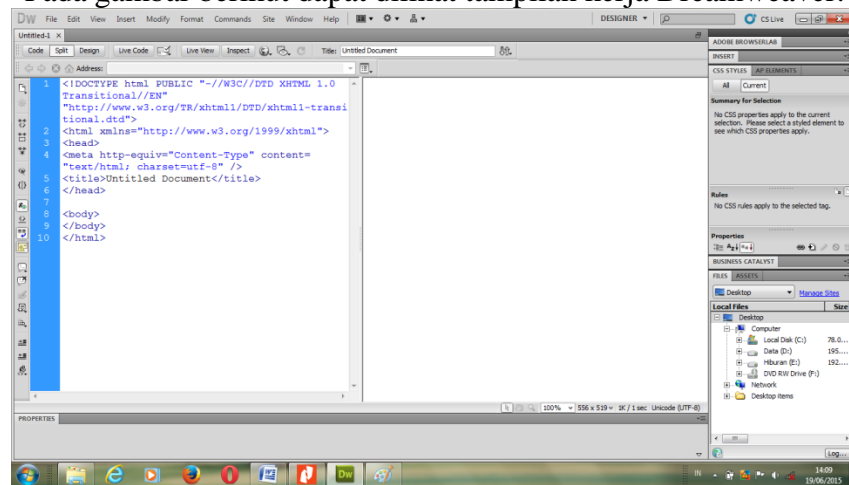 Pada gambar berikut dapat dilihat tampilan kerja Dreamweaver.
DW File Edit View Insert Modify Format Commands Site Window Help DESIGNER CS Live
Untitled-1 ×
Code Split Design Live Code Live View Inspect Title: Untitled Document
Address:
1 <!DOCTYPE html PUBLIC "-//W3C//DTD XHTML 1.0
Transitional//EN"
"http://www.w3.org/TR/xhtml1/DTD/xhtml1-transi
tional.dtd">
2 <html xmlns="http://www.w3.org/1999/xhtml">
3 <head>
4 <meta http-equiv="Content-Type" content=
"text/html; charset=utf-8" />
5 <title>Untitled Document</title>
6 </head>
7
8 <body>
9 </body>
10 </html>
100% 556 x 519 1K / 1 sec Unicode (UTF-8)
PROPERTIES
ADOBE BROWSERLAB
INSERT
CSS STYLES AP ELEMENTS
All Current
Summary for Selection
No CSS properties apply to the current
selection. Please select a styled element to
see which CSS properties apply.
Rules
No CSS rules apply to the selected tag.
Properties
BUSINESS CATALYST
FILES ASSETS
Desktop Manage Sites
Local Files Size
Desktop
Computer
Local Disk (C:) 78.0...
Data (D:) 195....
Hiburan (E:) 192....
DVD RW Drive (F:)
Network
Desktop items
Log...
IN 14:09
19/06/2015